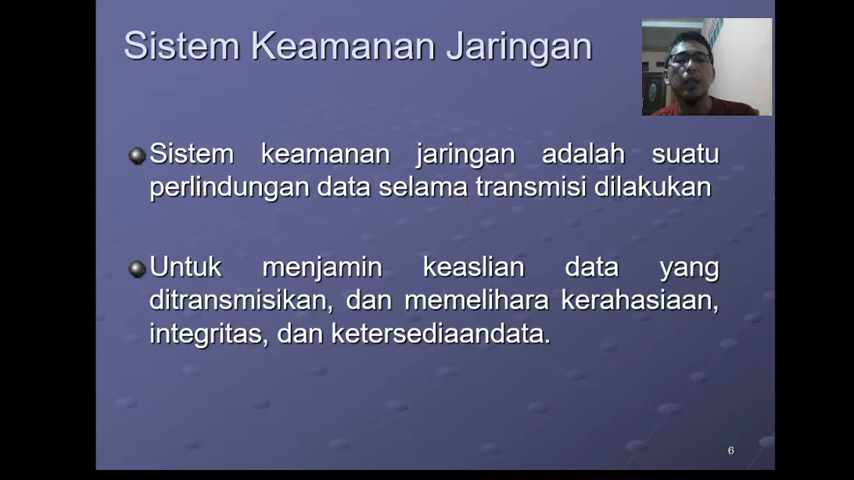 Sistem Keamanan Jaringan
Sistem keamanan jaringan adalah suatu
perlindungan data selama transmisi dilakukan
Untuk menjamin keaslian data yang
ditransmisikan, dan memelihara kerahasiaan,
integritas, dan ketersediaandata.
6